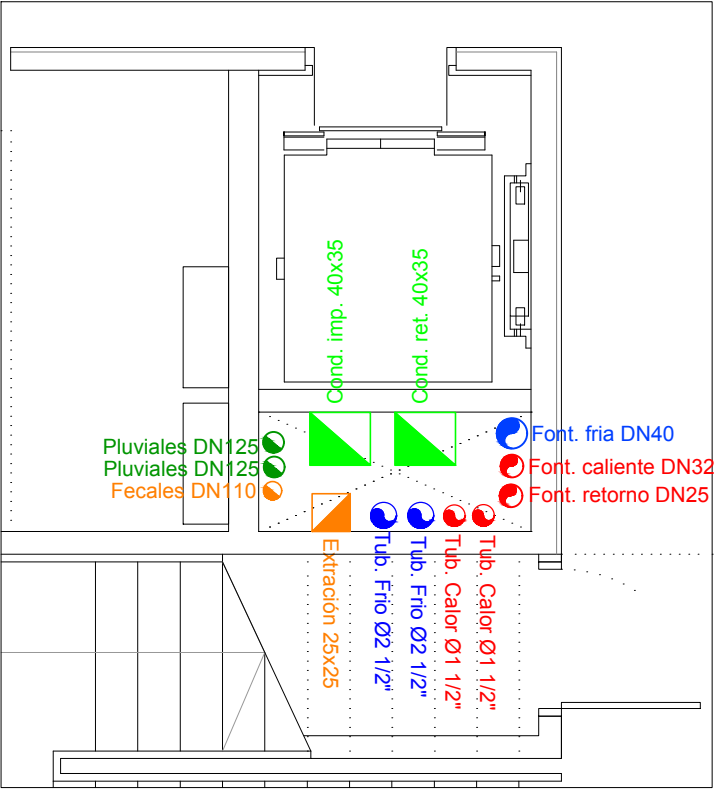 Cond. imp. 40x35
Cond. ret. 40x35
Pluviales DN125
Pluviales DN125
Fecales DN110
Font. fria DN40
Font. caliente DN32
Font. retorno DN25
Extración 25x25
Tub. Frio Ø2 1/2"
Tub. Frio Ø2 1/2"
Tub. Calor Ø1 1/2"
Tub. Calor Ø1 1/2"